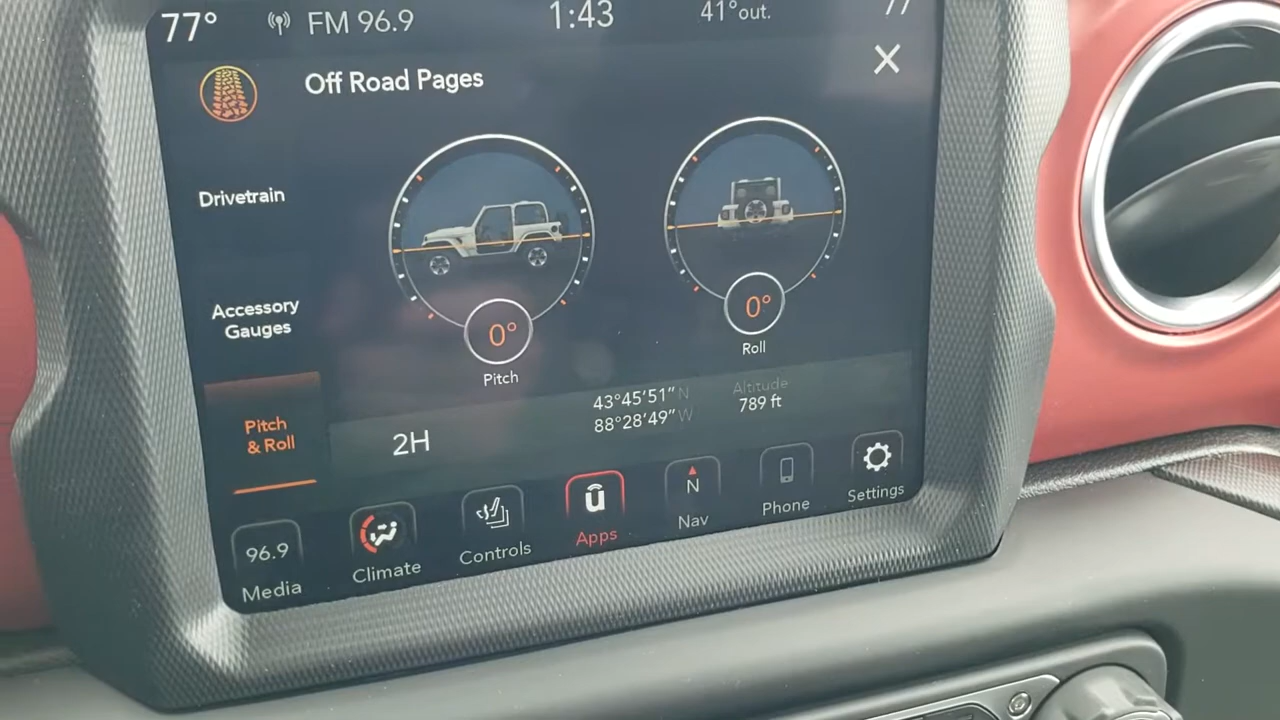 77° FM 96.9 1:43 41°out. 77
Off Road Pages
Drivetrain
Accessory
Gauges
Pitch
& Roll
0°
Pitch
0°
Roll
2H
43°45'51" N
88°28'49" W
Altitude
789 ft
96.9
Media
Climate
Controls
Apps
N
Nav
Phone
Settings